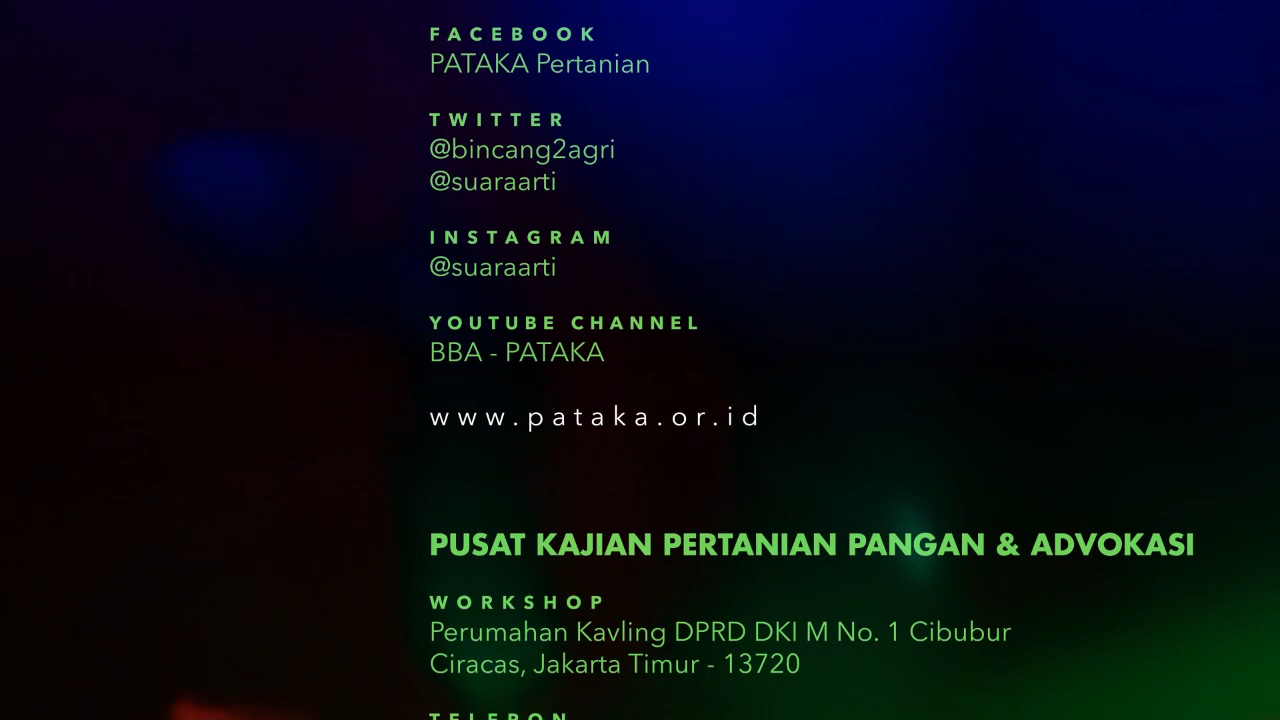 FACEBOOK
PATAKA Pertanian
TWITTER
@bincang2agri
@suaraarti
INSTAGRAM
@suaraarti
YOUTUBE CHANNEL
BBA - PATAKA
www.pataka.or.id
PUSAT KAJIAN PERTANIAN PANGAN & ADVOKASI
WORKSHOP
Perumahan Kavling DPRD DKI M No. 1 Cibubur
Ciracas, Jakarta Timur - 13720
TELEPON